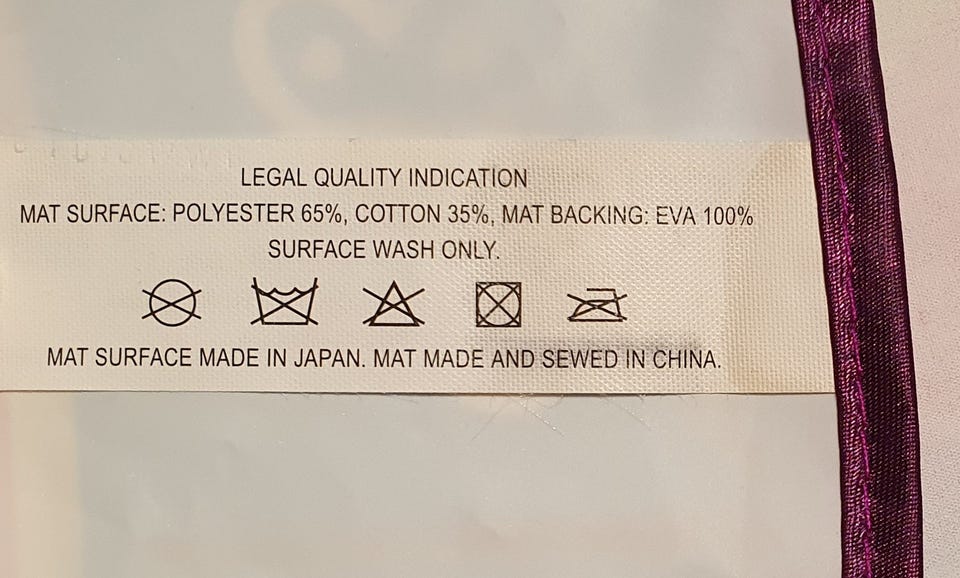 LEGAL QUALITY INDICATION
MAT SURFACE: POLYESTER 65%, COTTON 35%, MAT BACKING: EVA 100%
SURFACE WASH ONLY.
MAT SURFACE MADE IN JAPAN. MAT MADE AND SEWED IN CHINA.